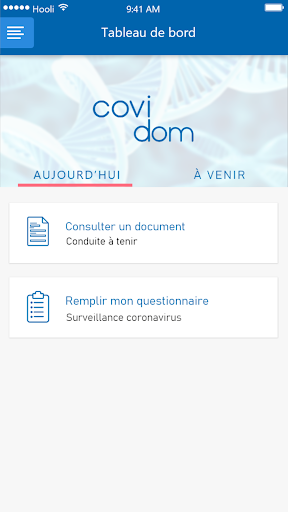 Hooli 9:41 AM
Tableau de bord
covi
dom
AUJOURD'HUI À VENIR
Consulter un document
Conduite à tenir
Remplir mon questionnaire
Surveillance coronavirus